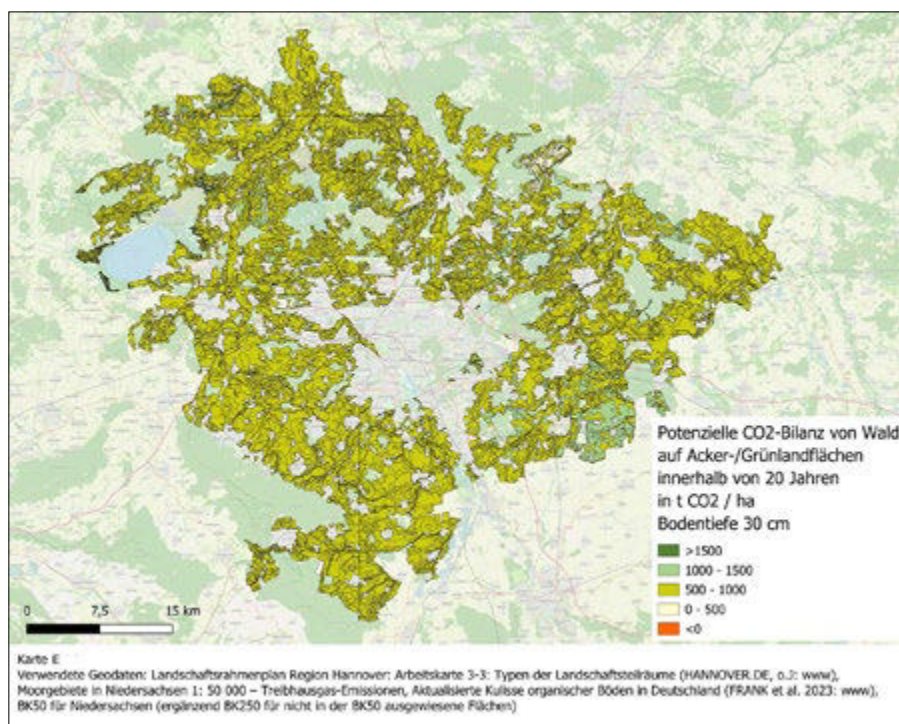 Potenzielle CO2-Bilanz von Wald
auf Acker-/Grünlandflächen
innerhalb von 20 Jahren
in t CO2 / ha
Bodentiefe 30 cm
>1500
1000 - 1500
500 - 1000
0 - 500
<0
0 7,5 15 km
Karte E
Verwendete Geodaten: Landschaftsrahmenplan Region Hannover: Arbeitskarte 3-3: Typen der Landschaftsteilräume (HANNOVER.DE, o.J: www),
Moorgebiete in Niedersachsen 1: 50 000 – Treibhausgas-Emissionen, Aktualisierte Kulisse organischer Böden in Deutschland (FRANK et al. 2023: www),
BK50 für Niedersachsen (ergänzend BK250 für nicht in der BK50 ausgewiesene Flächen)